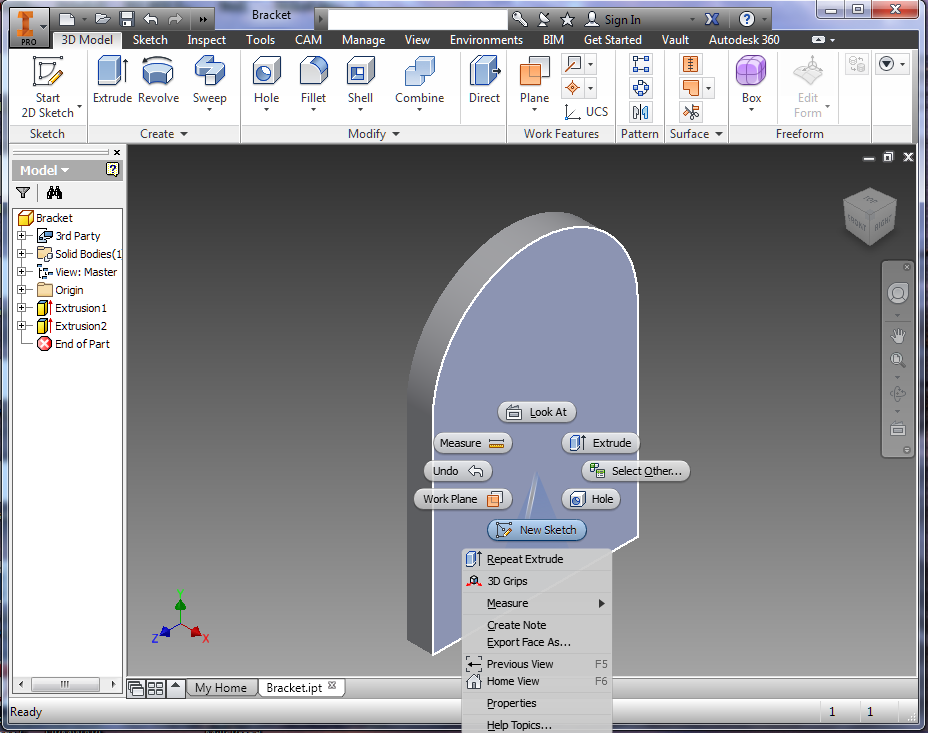 Bracket
Sign In
PRO
3D Model Sketch Inspect Tools CAM Manage View Environments BIM Get Started Vault Autodesk 360
Start
2D Sketch
Extrude Revolve Sweep
Hole Fillet Shell Combine
Direct
Plane
UCS
Box
Edit
Form
Sketch Create Modify Work Features Pattern Surface Freeform
Model
Bracket
3rd Party
Solid Bodies(1
View: Master
Origin
Extrusion1
Extrusion2
End of Part
TOP
FRONT
RIGHT
Look At
Measure
Extrude
Undo
Select Other...
Work Plane
Hole
New Sketch
Repeat Extrude
3D Grips
Measure
Create Note
Export Face As...
Previous View F5
Home View F6
Properties
Help Topics...
Y
Z
X
My Home
Bracket.ipt
Ready
1 1